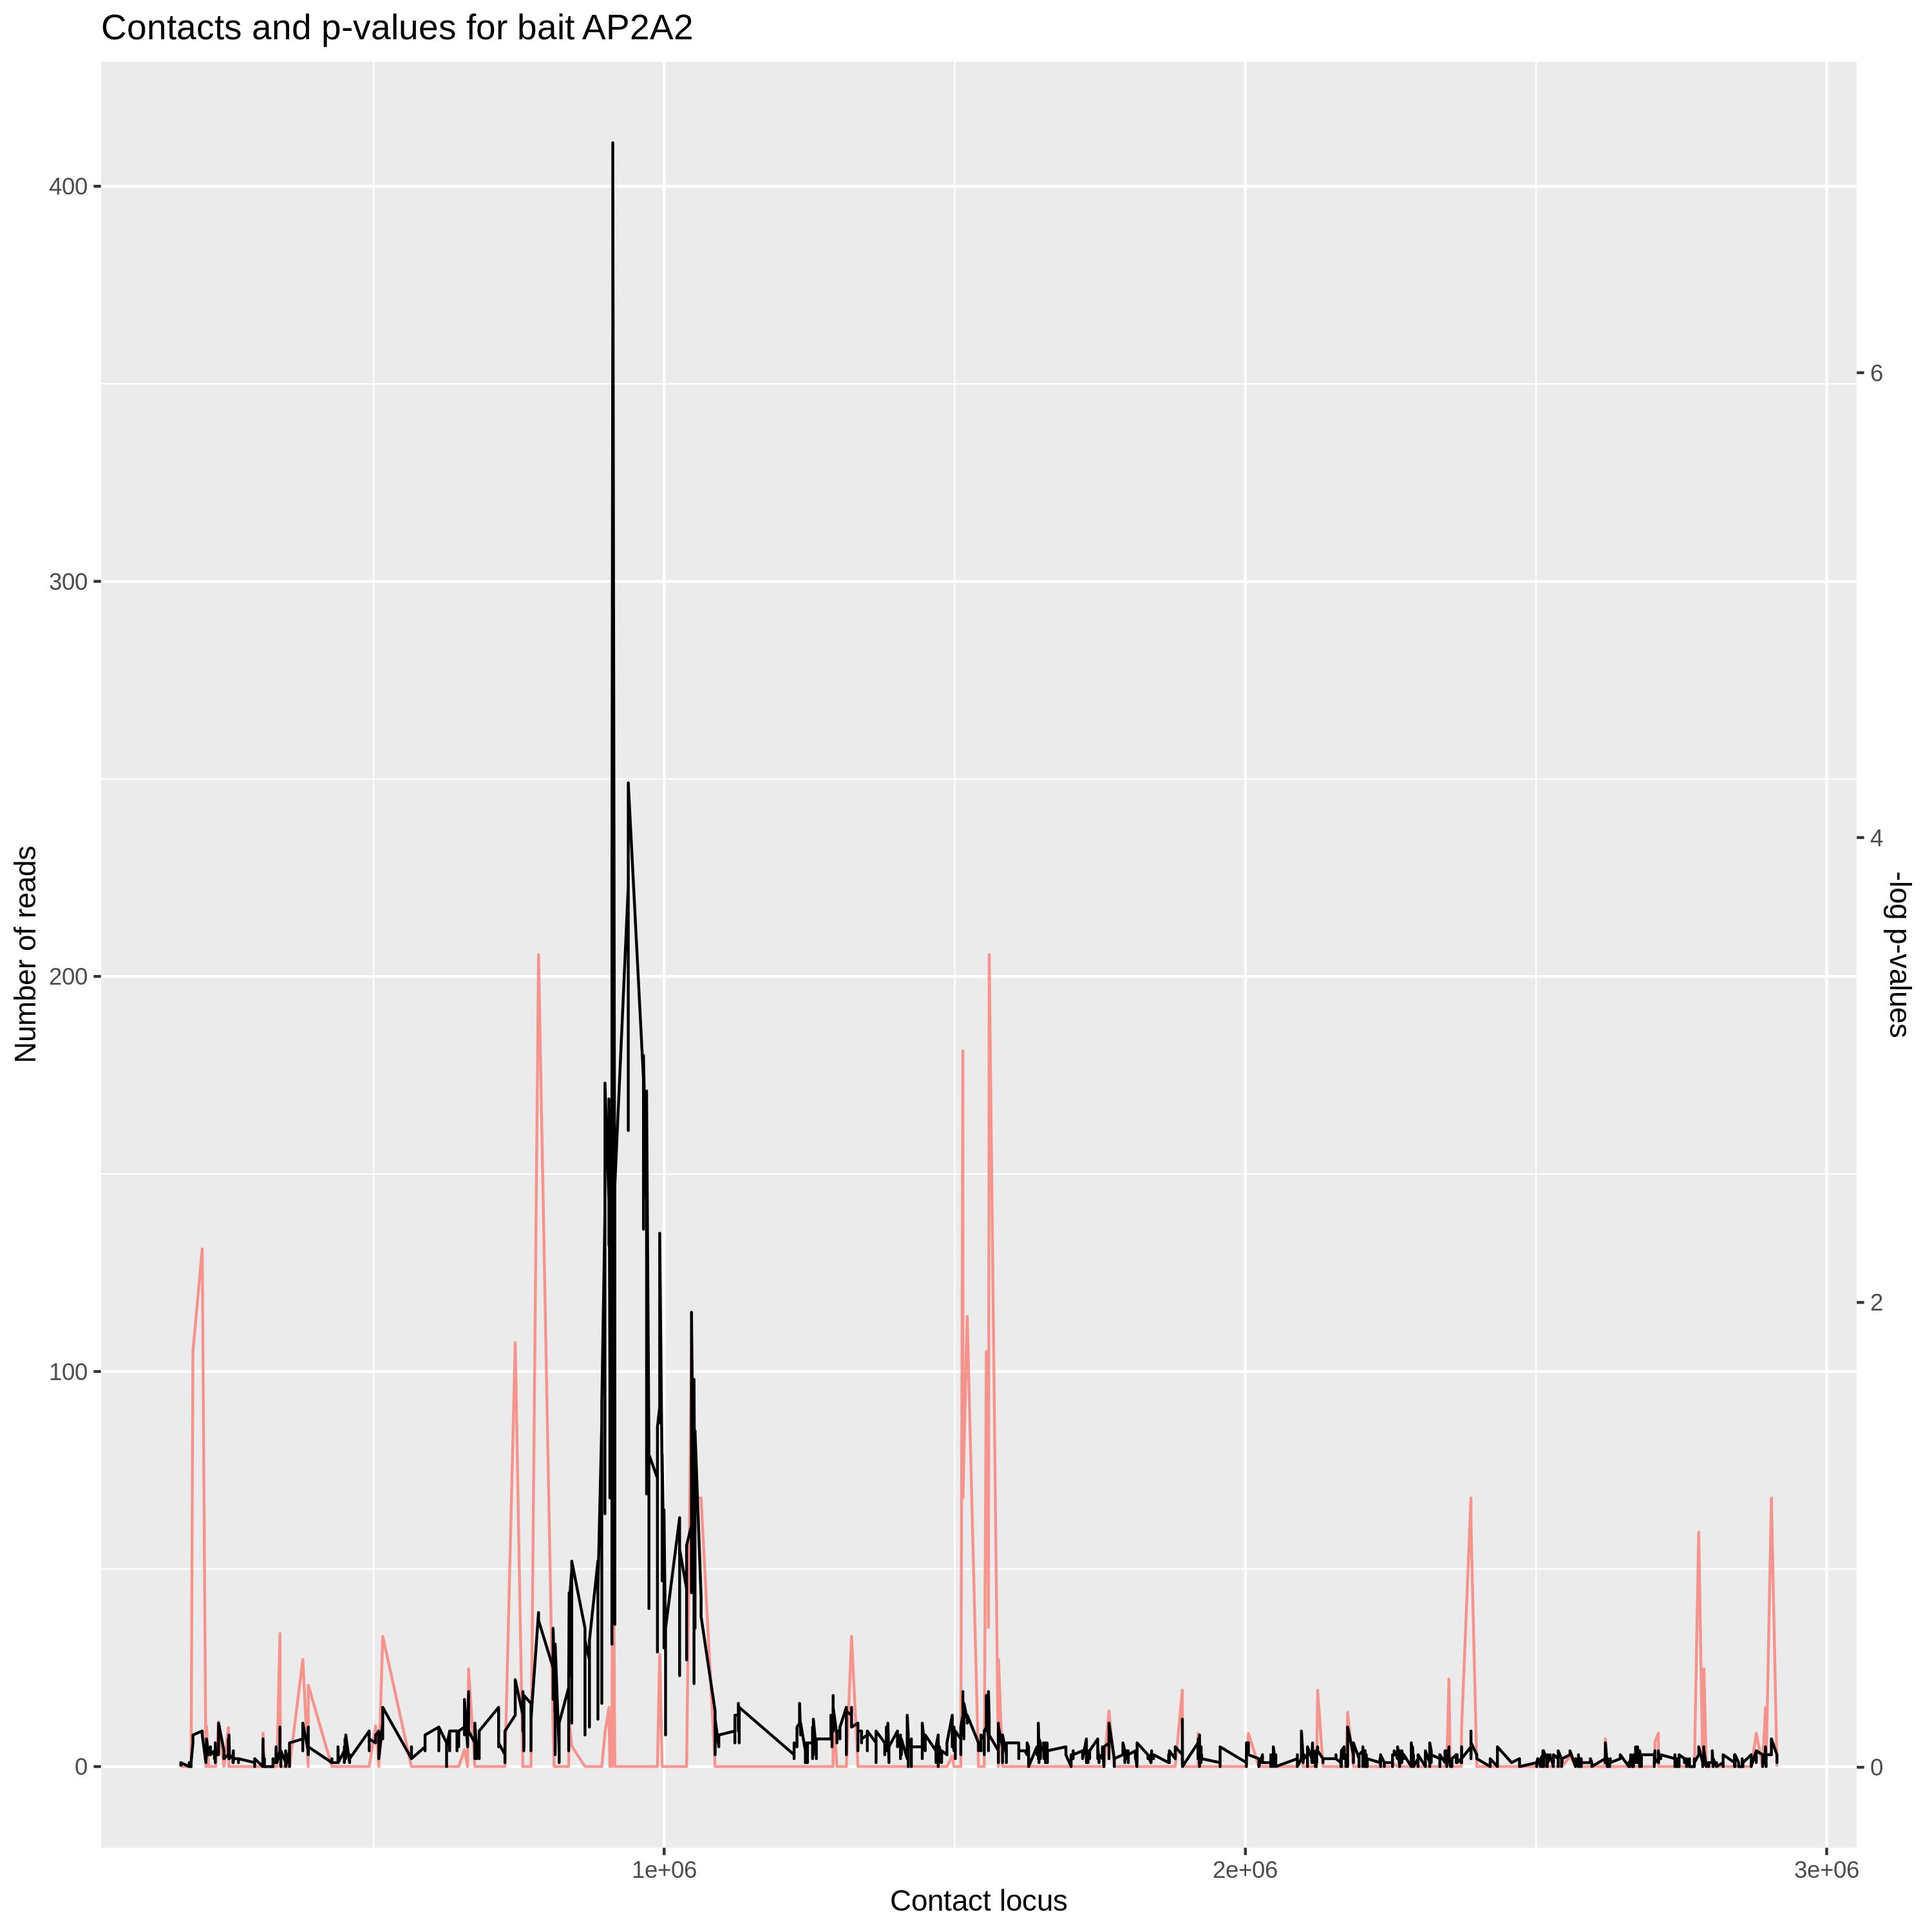 Contacts and p-values for bait AP2A2
400
300
200
100
0
Number of reads
6
4
2
0
-log p-values
1e+06
2e+06
3e+06
Contact locus